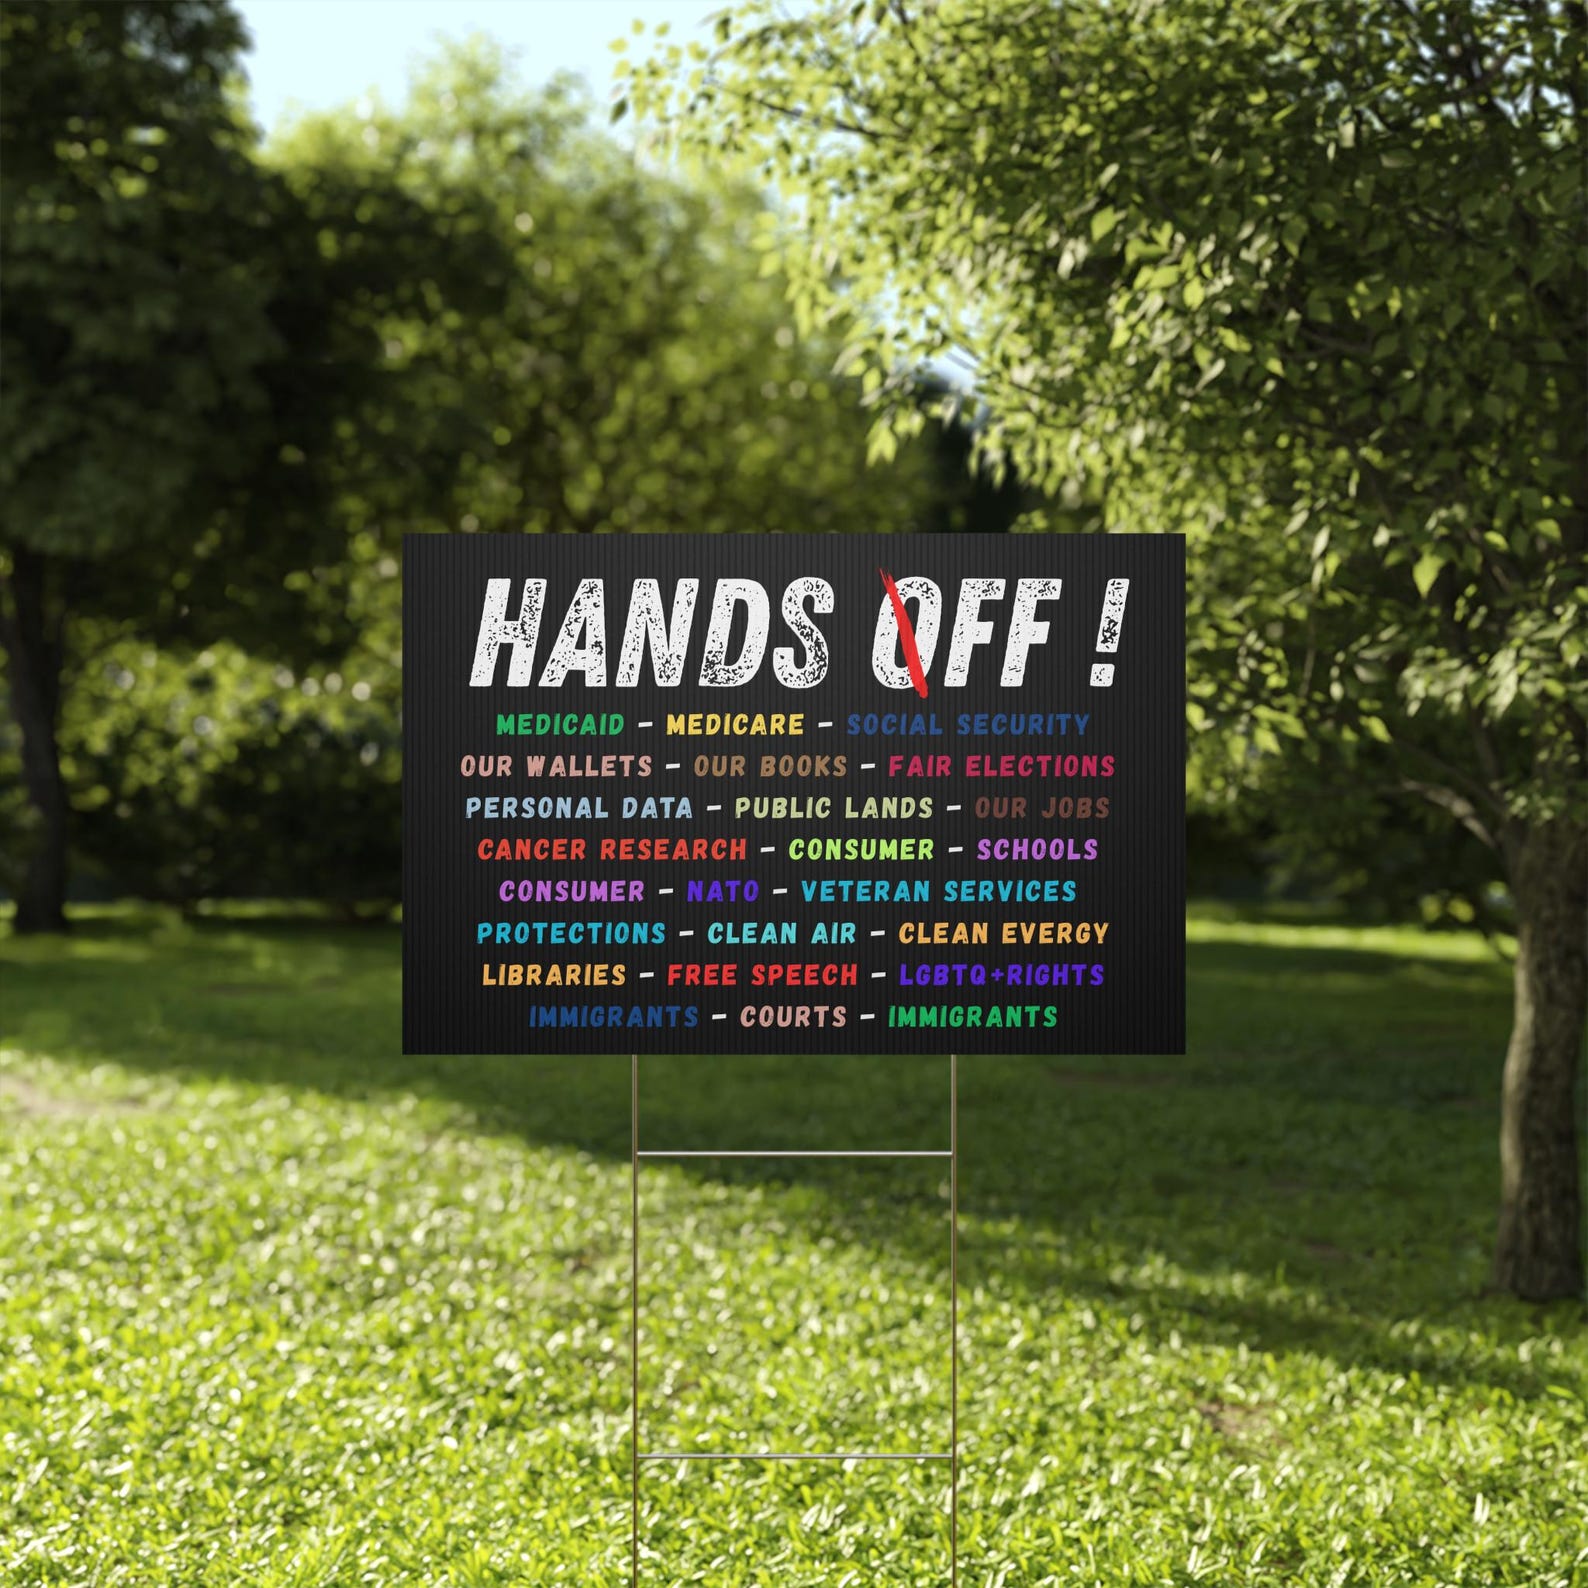 HANDS OFF !
MEDICAID - MEDICARE - SOCIAL SECURITY
OUR WALLETS - OUR BOOKS - FAIR ELECTIONS
PERSONAL DATA - PUBLIC LANDS - OUR JOBS
CANCER RESEARCH - CONSUMER - SCHOOLS
CONSUMER - NATO - VETERAN SERVICES
PROTECTIONS - CLEAN AIR - CLEAN EVERGY
LIBRARIES - FREE SPEECH - LGBTQ+RIGHTS
IMMIGRANTS - COURTS - IMMIGRANTS